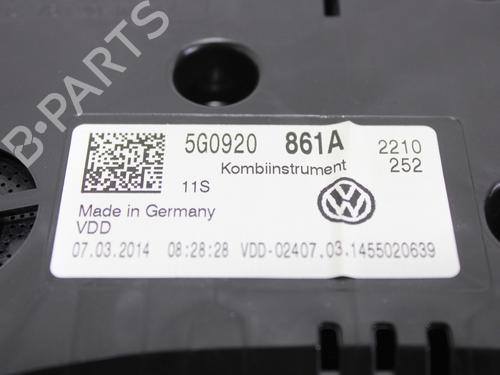 5G0920 861A 2210
Kombiinstrument 252
11S
Made in Germany
VDD
07.03.2014 08:28:28 VDD-02407.03.1455020639
B-PARTS
B-PARTS